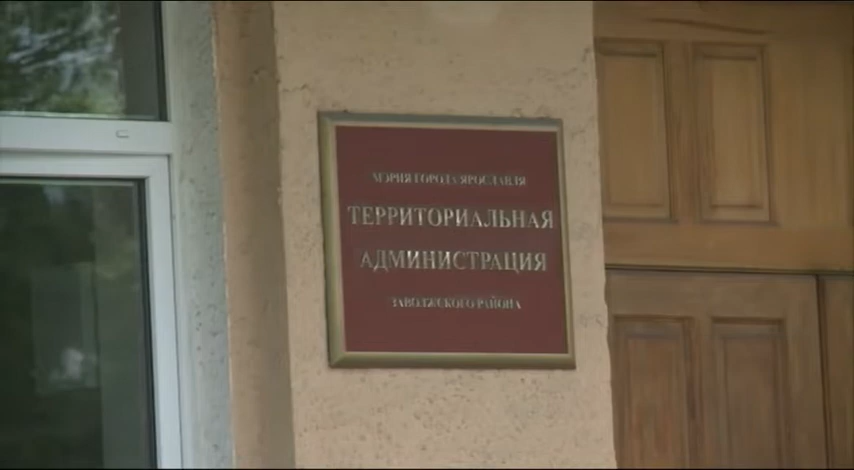 МЭРИЯ ГОРОДА ЯРОСЛАВЛЯ
ТЕРРИТОРИАЛЬНАЯ
АДМИНИСТРАЦИЯ
ЗАВОЛЖСКОГО РАЙОНА